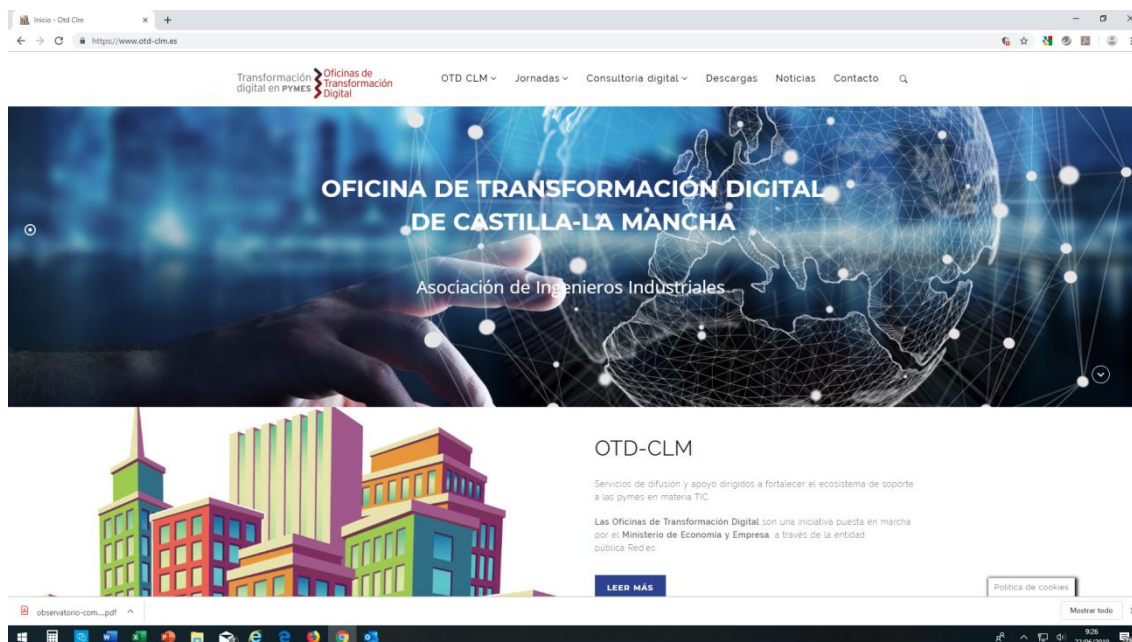 Inicio - Otd Clm
https://www.otd-clm.es
Transformación
digital en PYMES
Oficinas de
Transformación
Digital
OTD CLM
Jornadas
Consultoría digital
Descargas
Noticias
Contacto
OFICINA DE TRANSFORMACIÓN DIGITAL
DE CASTILLA-LA MANCHA
Asociación de Ingenieros Industriales
OTD-CLM
Servicios de difusión y apoyo dirigidos a fortalecer el ecosistema de soporte
a las pymes en materia TIC.
Las Oficinas de Transformación Digital son una iniciativa puesta en marcha
por el Ministerio de Economía y Empresa, a través de la entidad
pública Red.es
LEER MÁS
Política de cookies
observatorio-com....pdf
Mostrar todo
9:26